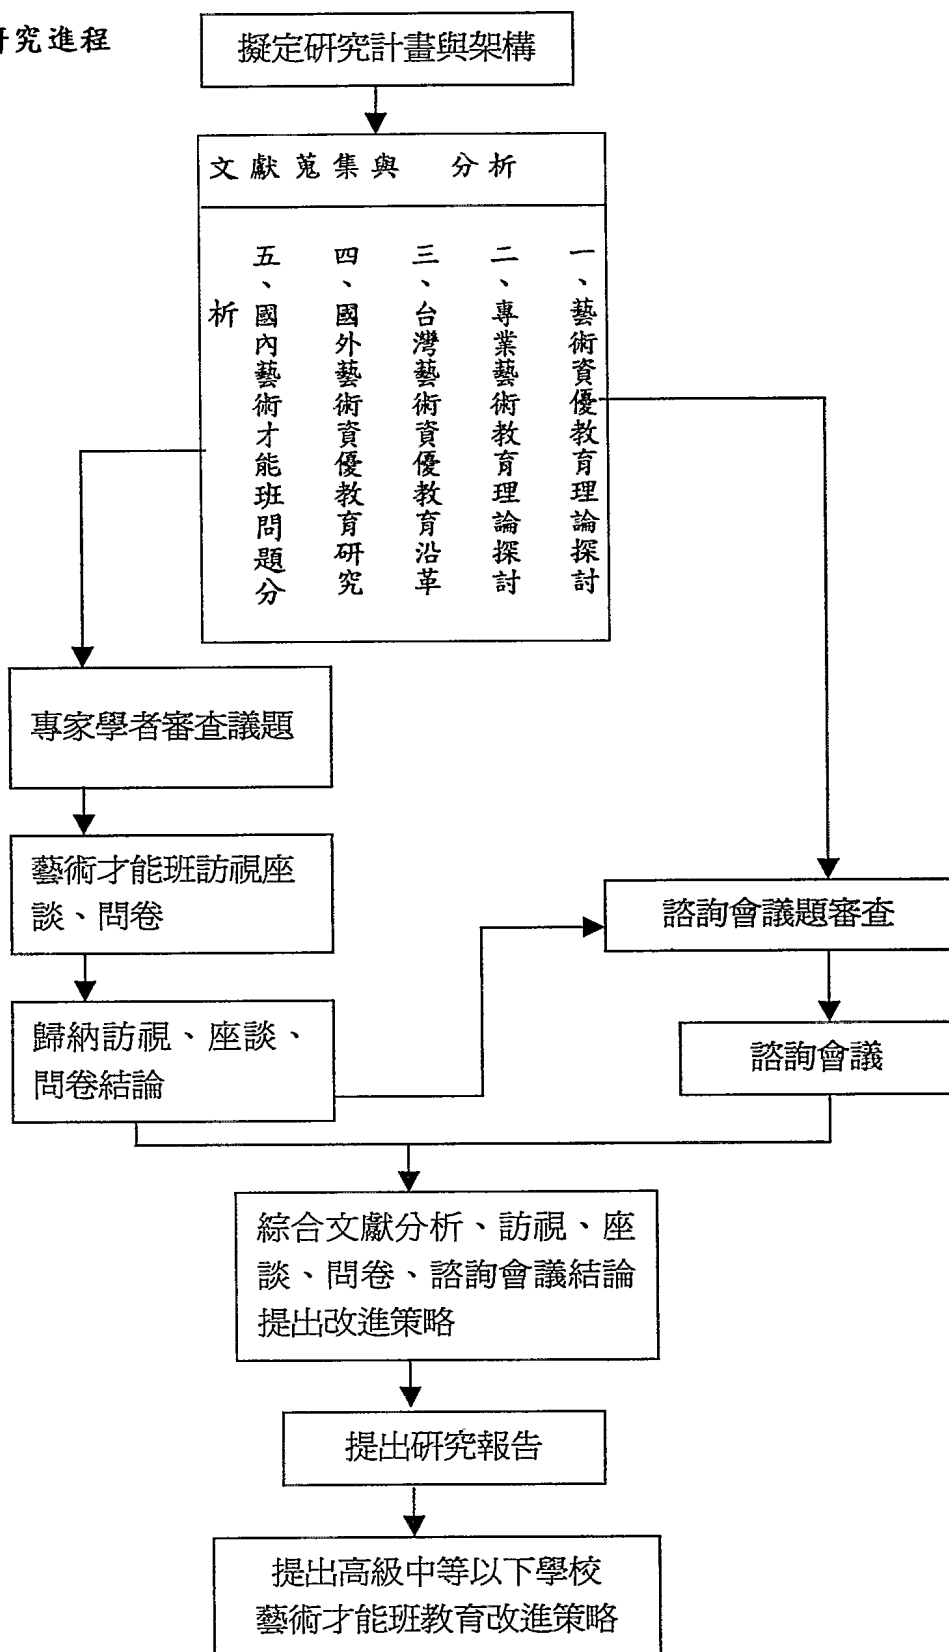 研究進程
擬定研究計畫與架構
文獻蒐集與 分析
一、藝術資優教育理論探討
二、專業藝術教育理論探討
三、台灣藝術資優教育沿革
四、國外藝術資優教育研究
五、國內藝術才能班問題分
析
專家學者審查議題
藝術才能班訪視座
談、問卷
歸納訪視、座談、
問卷結論
諮詢會議題審查
諮詢會議
綜合文獻分析、訪視、座
談、問卷、諮詢會議結論
提出改進策略
提出研究報告
提出高級中等以下學校
藝術才能班教育改進策略